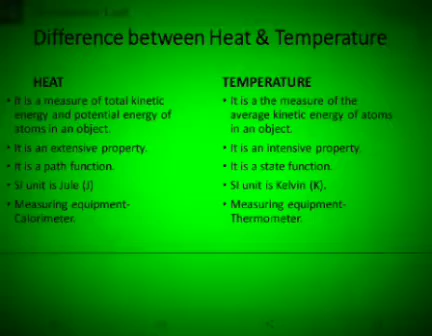 Difference between Heat & Temperature
HEAT
• It is a measure of total kinetic
energy and potential energy of
atoms in an object.
• It is an extensive property.
• It is a path function.
• SI unit is Jule (J)
• Measuring equipment-
Calorimeter.
TEMPERATURE
• It is a the measure of the
average kinetic energy of atoms
in an object.
• It is an intensive property.
• It is a state function.
• SI unit is Kelvin (K).
• Measuring equipment-
Thermometer.